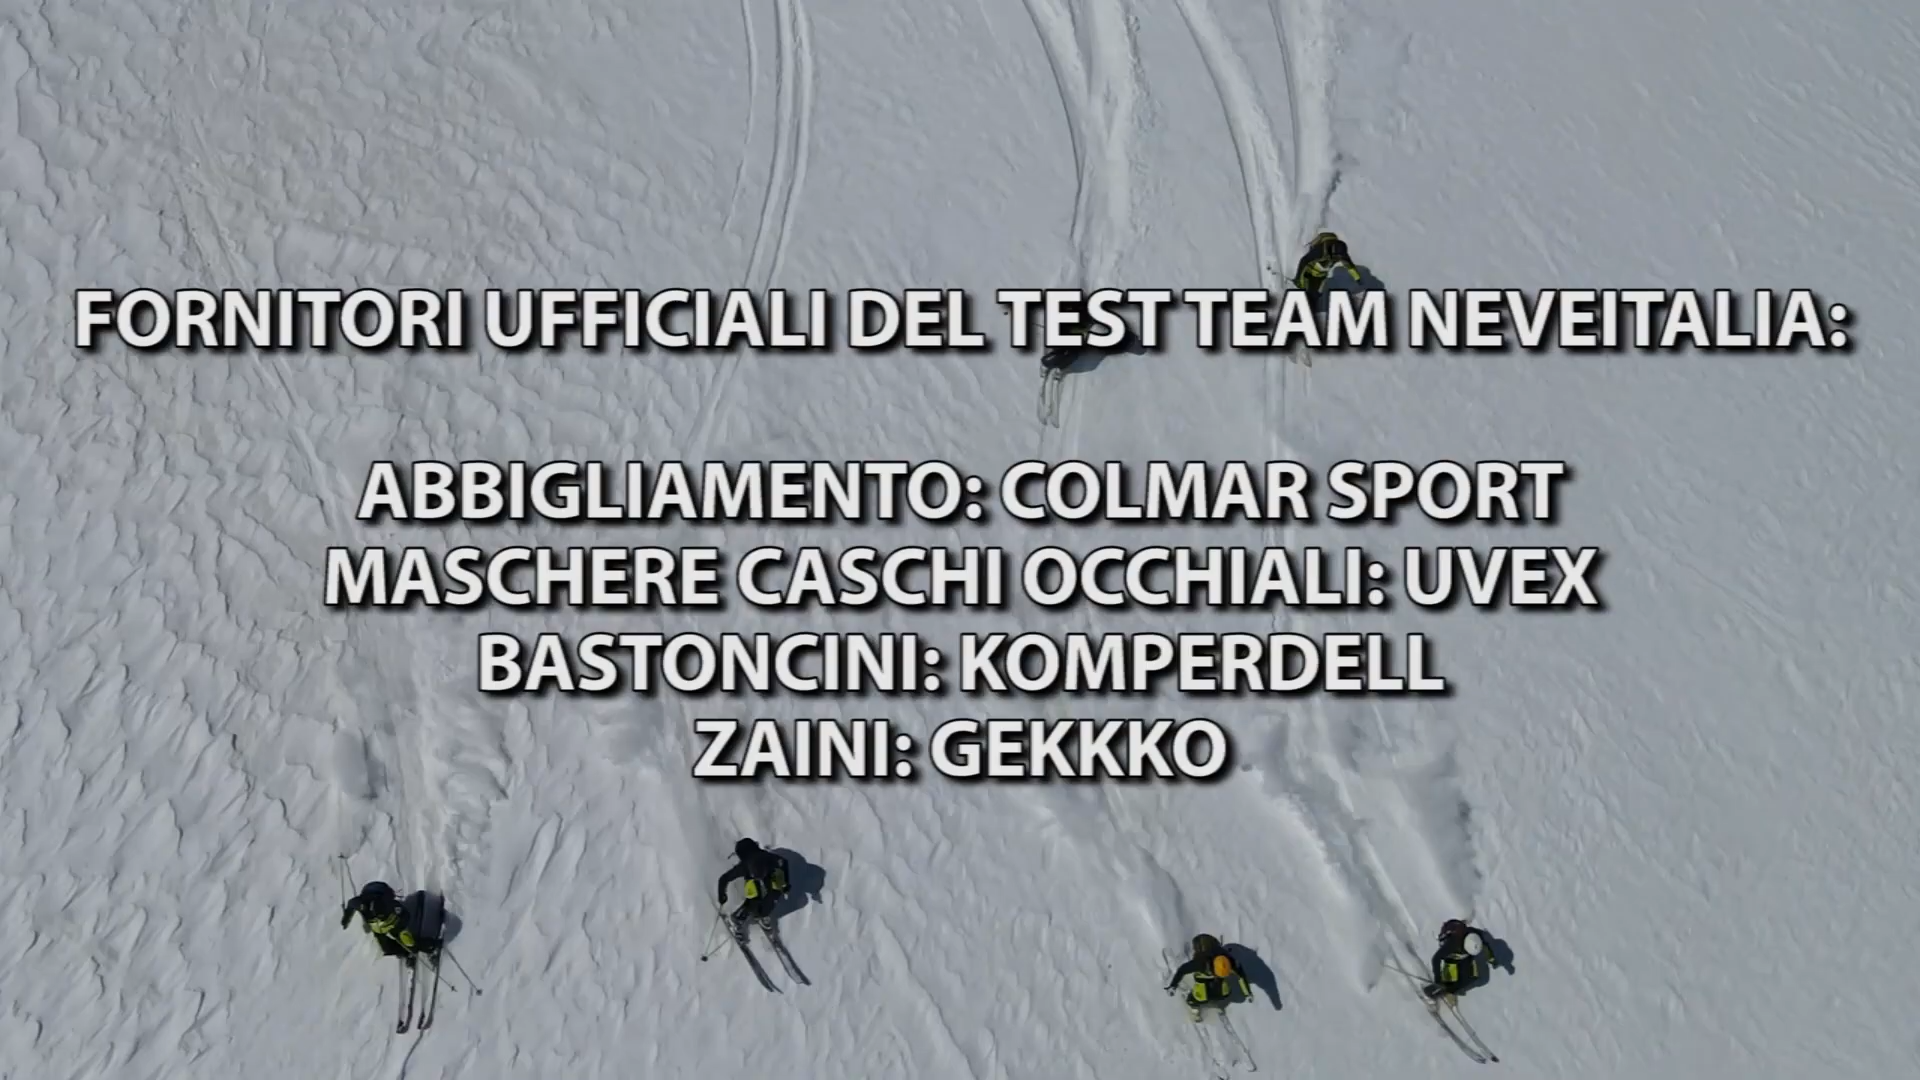 FORNITORI UFFICIALI DEL TEST TEAM NEVEITALIA:
ABBIGLIAMENTO: COLMAR SPORT
MASCHERE CASCHI OCCHIALI: UVEX
BASTONCINI: KOMPERDELL
ZAINI: GEKKKO